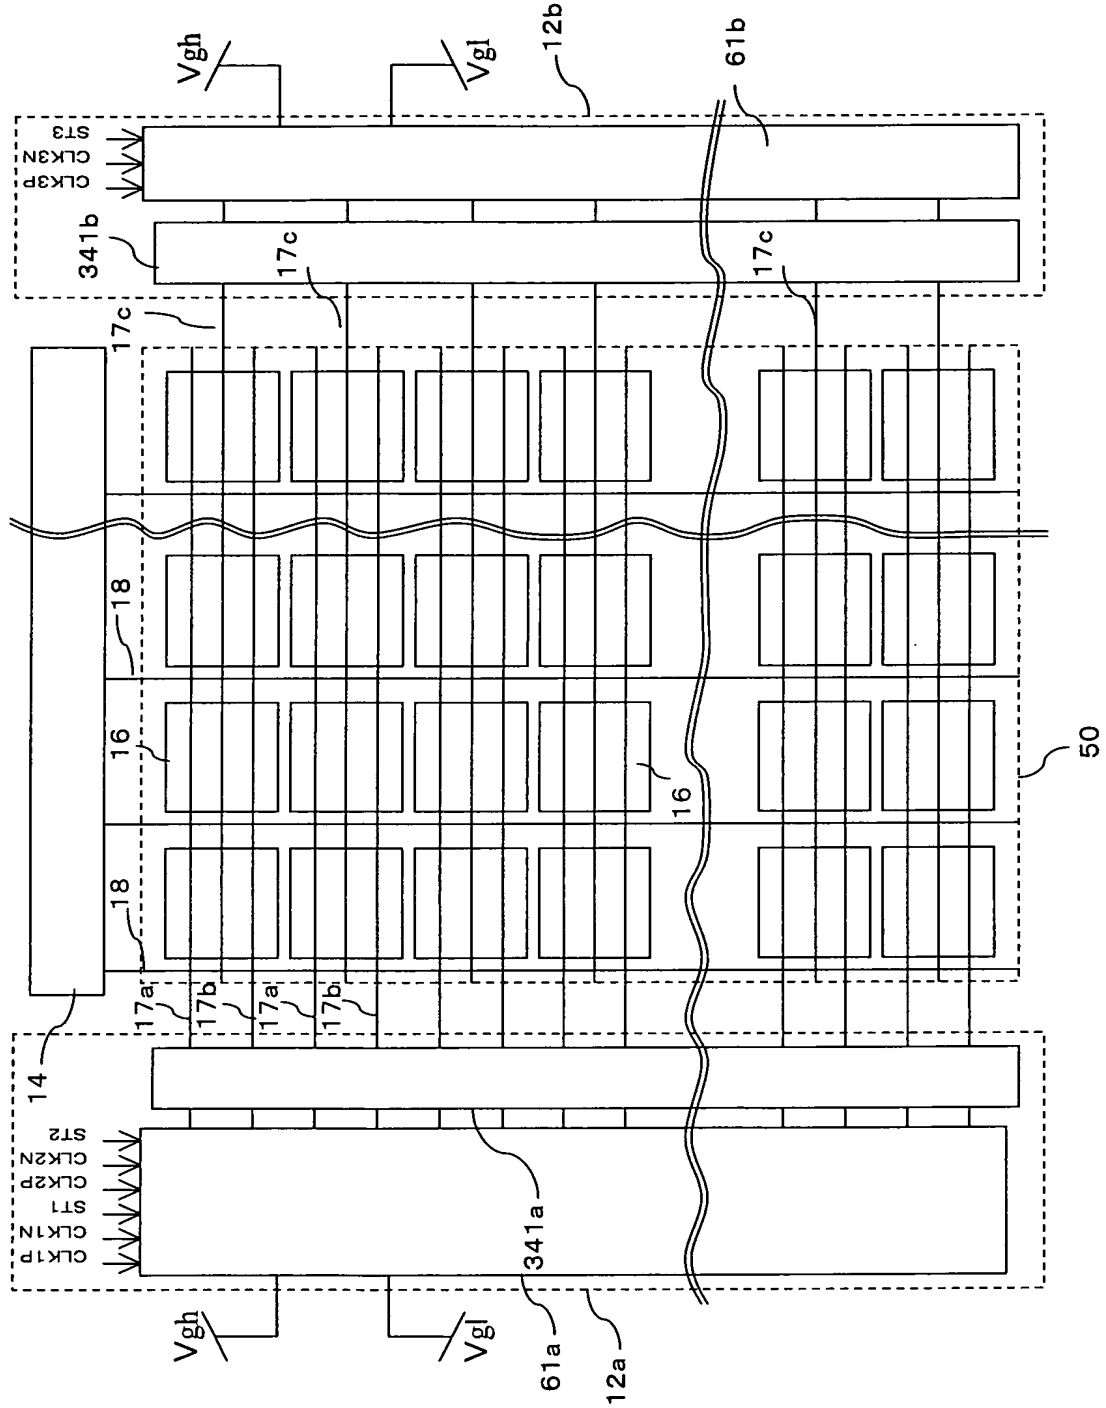 Vgh
Vgl
12b
61b
ST3
CLK3N
CLK3P
341b
17c
17c
17c
18
16
16
50
18
17a
17b
17a
17b
14
ST2
CLK2N
CLK2P
ST1
CLK1N
CLK1P
341a
Vgh
Vgl
61a
12a